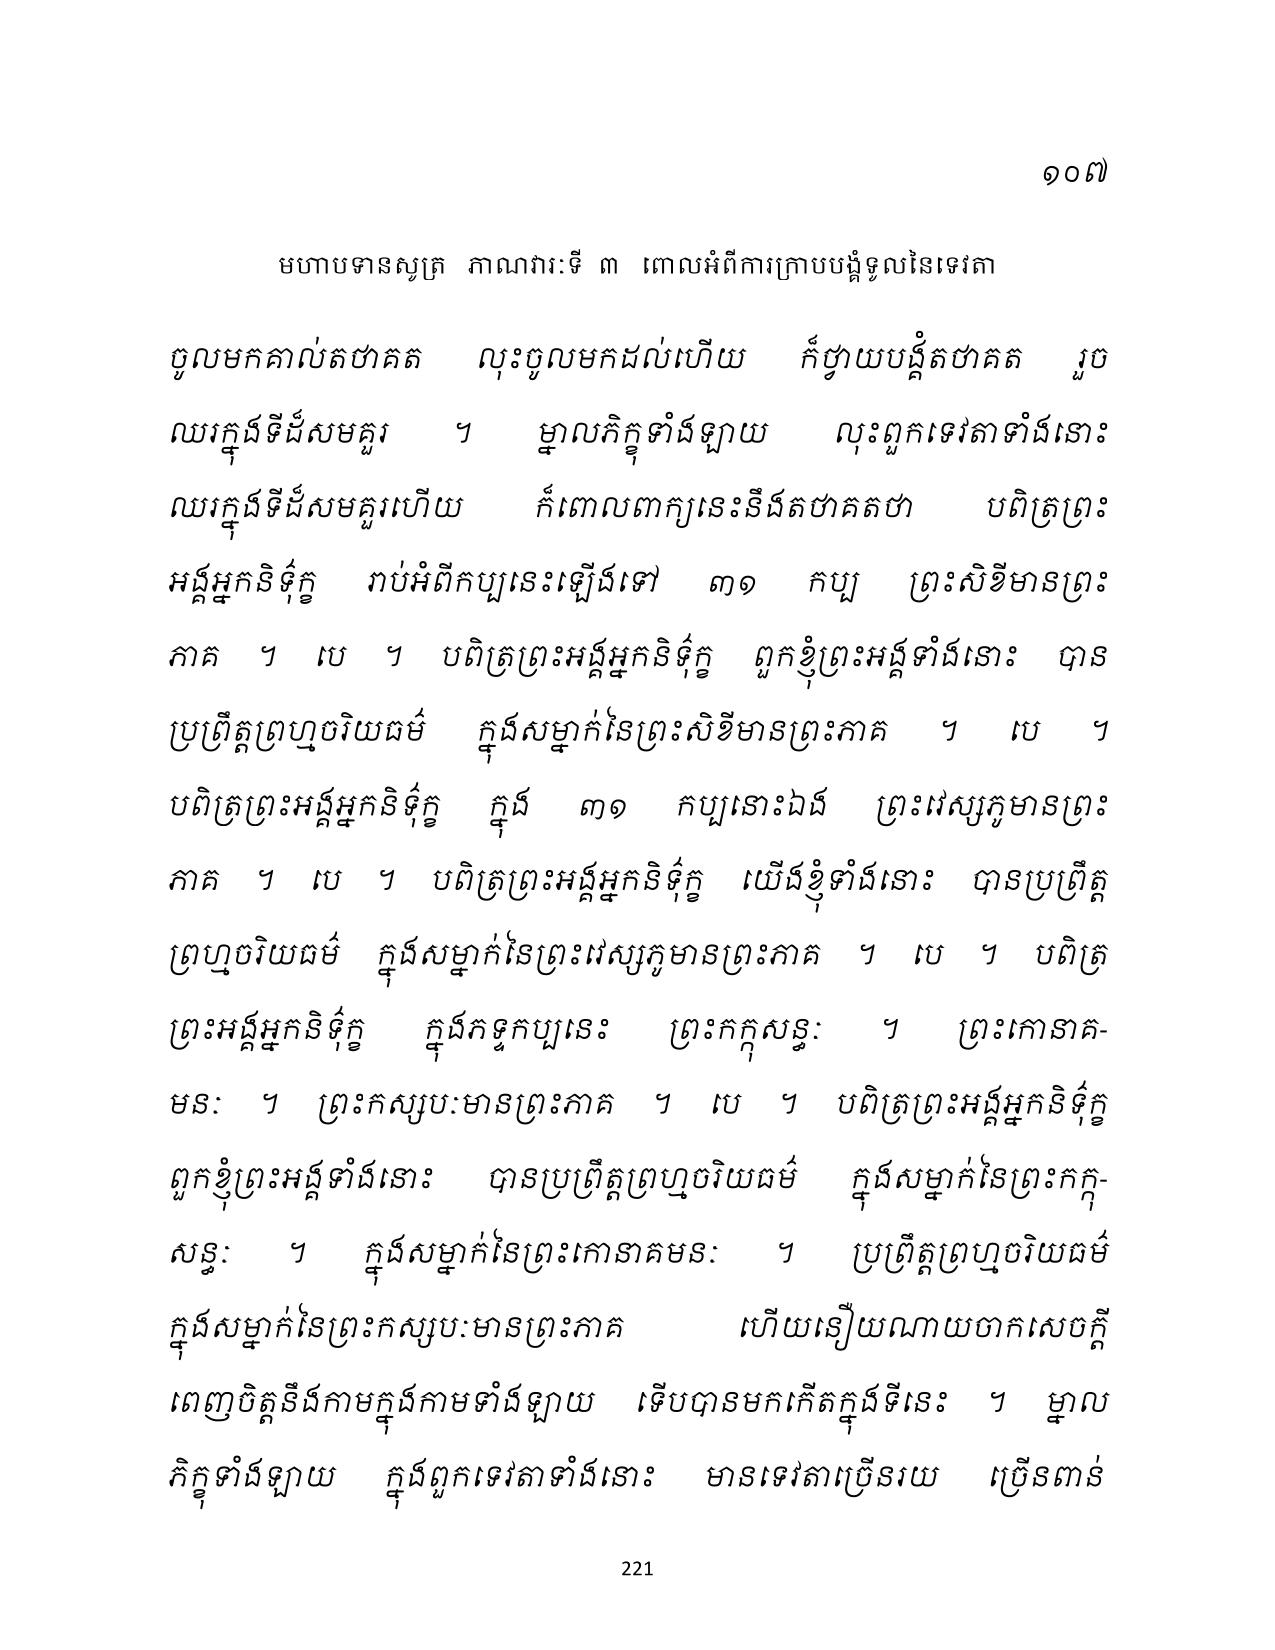 ១០៧
មហាបទានសូត្រ ភាណវារៈទី ៣ ពោលអំពីការក្រាបបង្គំទូលនៃទេវតា
ចូលមកគាល់តថាគត លុះចូលមកដល់ហើយ ក៏ថ្វាយបង្គំតថាគត រួច
ឈរក្នុងទីដ៏សមគួរ ។ ម្នាលភិក្ខុទាំងឡាយ លុះពួកទេវតាទាំងនោះ
ឈរក្នុងទីដ៏សមគួរហើយ ក៏ពោលពាក្យនេះនឹងតថាគតថា បពិត្រព្រះ
អង្គអ្នកនិទ៌ុក្ខ រាប់អំពីកប្បនេះឡើងទៅ ៣១ កប្ប ព្រះសិខីមានព្រះ
ភាគ ។ បេ ។ បពិត្រព្រះអង្គអ្នកនិទ៌ុក្ខ ពួកខ្ញុំព្រះអង្គទាំងនោះ បាន
ប្រព្រឹត្តព្រហ្មចរិយធម៌ ក្នុងសម្នាក់នៃព្រះសិខីមានព្រះភាគ ។ បេ ។
បពិត្រព្រះអង្គអ្នកនិទ៌ុក្ខ ក្នុង ៣១ កប្បនោះឯង ព្រះវេស្សភូមានព្រះ
ភាគ ។ បេ ។ បពិត្រព្រះអង្គអ្នកនិទ៌ុក្ខ យើងខ្ញុំទាំងនោះ បានប្រព្រឹត្ត
ព្រហ្មចរិយធម៌ ក្នុងសម្នាក់នៃព្រះវេស្សភូមានព្រះភាគ ។ បេ ។ បពិត្រ
ព្រះអង្គអ្នកនិទ៌ុក្ខ ក្នុងភទ្ទកប្បនេះ ព្រះកក្កុសន្ធៈ ។ ព្រះកោនាគ-
មនៈ ។ ព្រះកស្សបៈមានព្រះភាគ ។ បេ ។ បពិត្រព្រះអង្គអ្នកនិទ៌ុក្ខ
ពួកខ្ញុំព្រះអង្គទាំងនោះ បានប្រព្រឹត្តព្រហ្មចរិយធម៌ ក្នុងសម្នាក់នៃព្រះកក្កុ-
សន្ធៈ ។ ក្នុងសម្នាក់នៃព្រះកោនាគមនៈ ។ ប្រព្រឹត្តព្រហ្មចរិយធម៌
ក្នុងសម្នាក់នៃព្រះកស្សបៈមានព្រះភាគ ហើយនឿយណាយចាកសេចក្តី
ពេញចិត្តនឹងកាមក្នុងកាមទាំងឡាយ ទើបបានមកកើតក្នុងទីនេះ ។ ម្នាល
ភិក្ខុទាំងឡាយ ក្នុងពួកទេវតាទាំងនោះ មានទេវតាច្រើនរយ ច្រើនពាន់
221